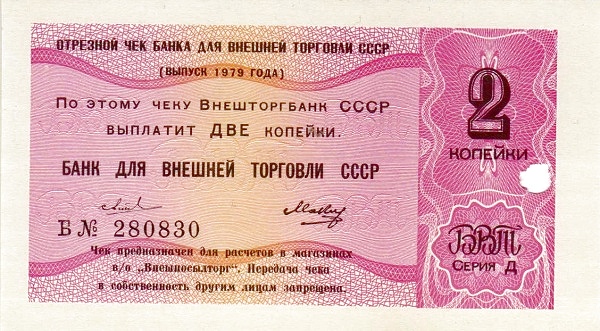 ОТРЕЗНОЙ ЧЕК БАНКА ДЛЯ ВНЕШНЕЙ ТОРГОВЛИ СССР
(ВЫПУСК 1979 ГОДА)
По этому чеку Внешторгбанк СССР
выплатит ДВЕ копейки.
БАНК ДЛЯ ВНЕШНЕЙ ТОРГОВЛИ СССР
Б № 280830
Чек предназначен для расчетов в магазинах
в/о „Внешпосылторг“. Передача чека
в собственность другим лицам запрещена.
2
КОПЕЙКИ
БВТ
Серия Д